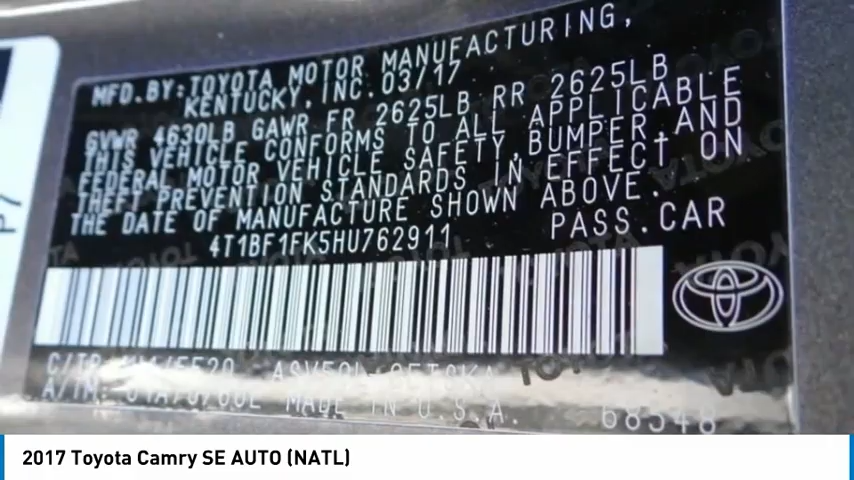 MFD.BY:TOYOTA MOTOR MANUFACTURING,
KENTUCKY, INC.03/17
GVWR 4630LB GAWR FR 2625LB RR 2625LB
THIS VEHICLE CONFORMS TO ALL APPLICABLE
FEDERAL MOTOR VEHICLE SAFETY,BUMPER,AND
THEFT PREVENTION STANDARDS IN EFFECT ON
THE DATE OF MANUFACTURE SHOWN ABOVE.
4T1BF1FK5HU762911 PASS.CAR
C/TR
A/TM MADE IN U.S.A. 68548
2017 Toyota Camry SE AUTO (NATL)